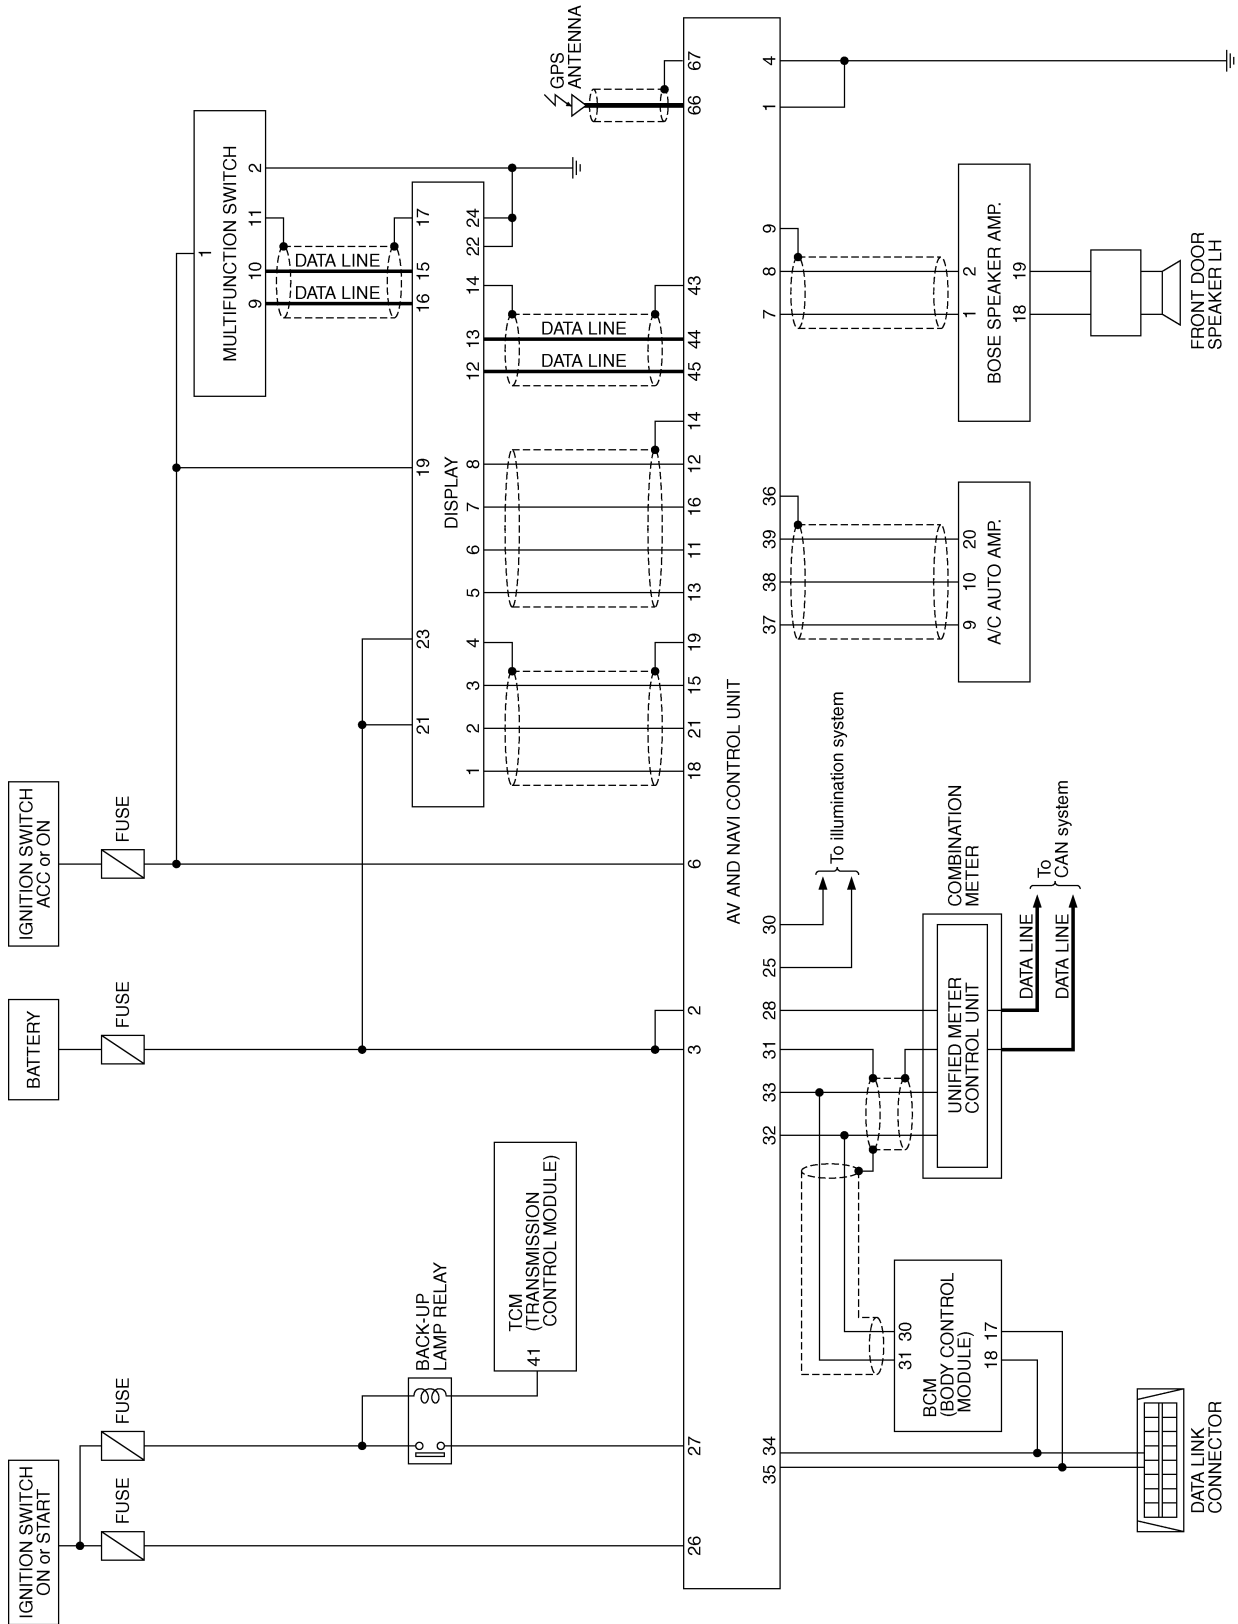 IGNITION SWITCH
ON or START
FUSE
FUSE
BATTERY
FUSE
IGNITION SWITCH
ACC or ON
FUSE
BACK-UP
LAMP RELAY
TCM
(TRANSMISSION
CONTROL MODULE)
41
MULTIFUNCTION SWITCH
1
9
10
11
2
DATA LINE
DATA LINE
DISPLAY
21
23
19
16
15
17
1
2
3
4
5
6
7
8
12
13
14
22
24
DATA LINE
DATA LINE
GPS
ANTENNA
AV AND NAVI CONTROL UNIT
26
27
3
2
6
18
21
15
19
13
11
16
12
14
45
44
43
66
67
35
34
32
33
31
28
25
30
37
38
39
36
7
8
9
1
4
To illumination system
BCM
(BODY CONTROL
MODULE)
31
30
18
17
COMBINATION
METER
UNIFIED METER
CONTROL UNIT
DATA LINE
DATA LINE
To
CAN system
A/C AUTO AMP.
9
10
20
BOSE SPEAKER AMP.
1
2
18
19
FRONT DOOR
SPEAKER LH
DATA LINK
CONNECTOR